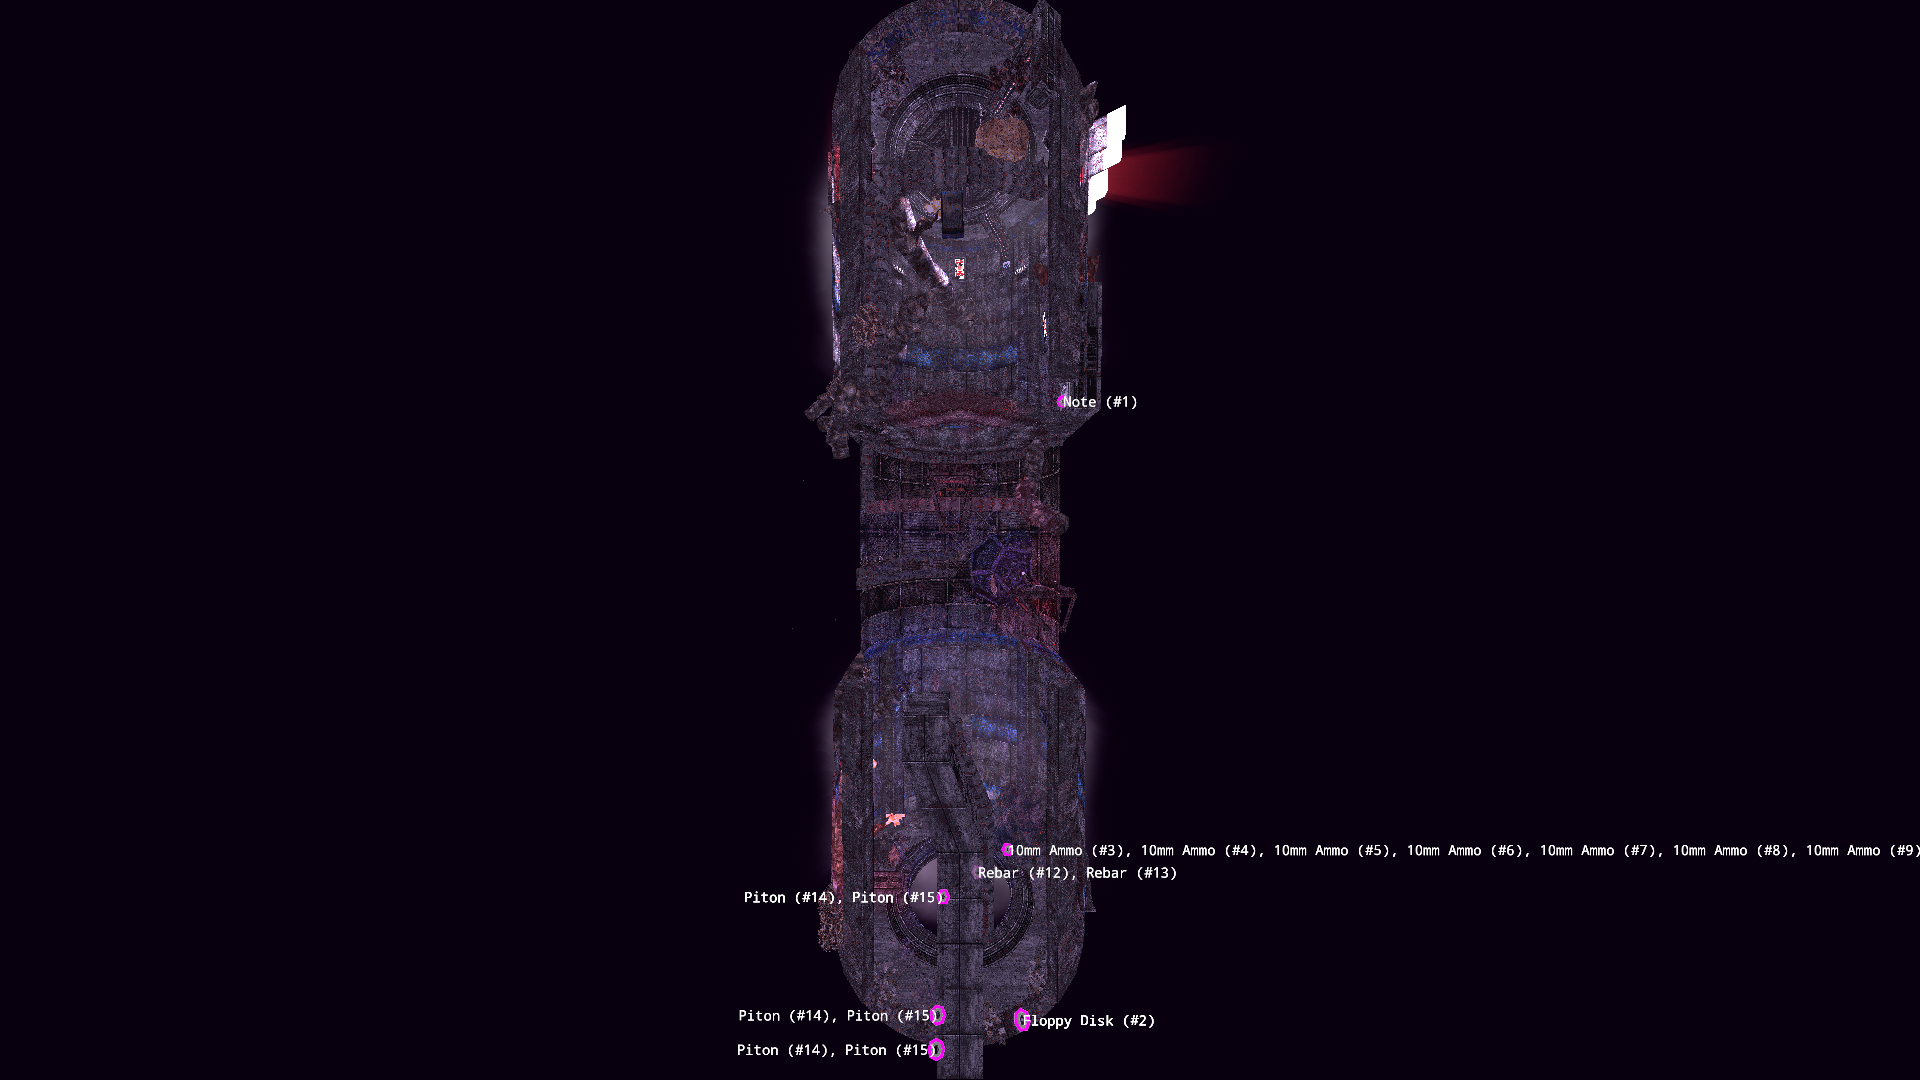 Note (#1)
10mm Ammo (#3), 10mm Ammo (#4), 10mm Ammo (#5), 10mm Ammo (#6), 10mm Ammo (#7), 10mm Ammo (#8), 10mm Ammo (#9)
Rebar (#12), Rebar (#13)
Piton (#14), Piton (#15)
Piton (#14), Piton (#15)
Floppy Disk (#2)
Piton (#14), Piton (#15)